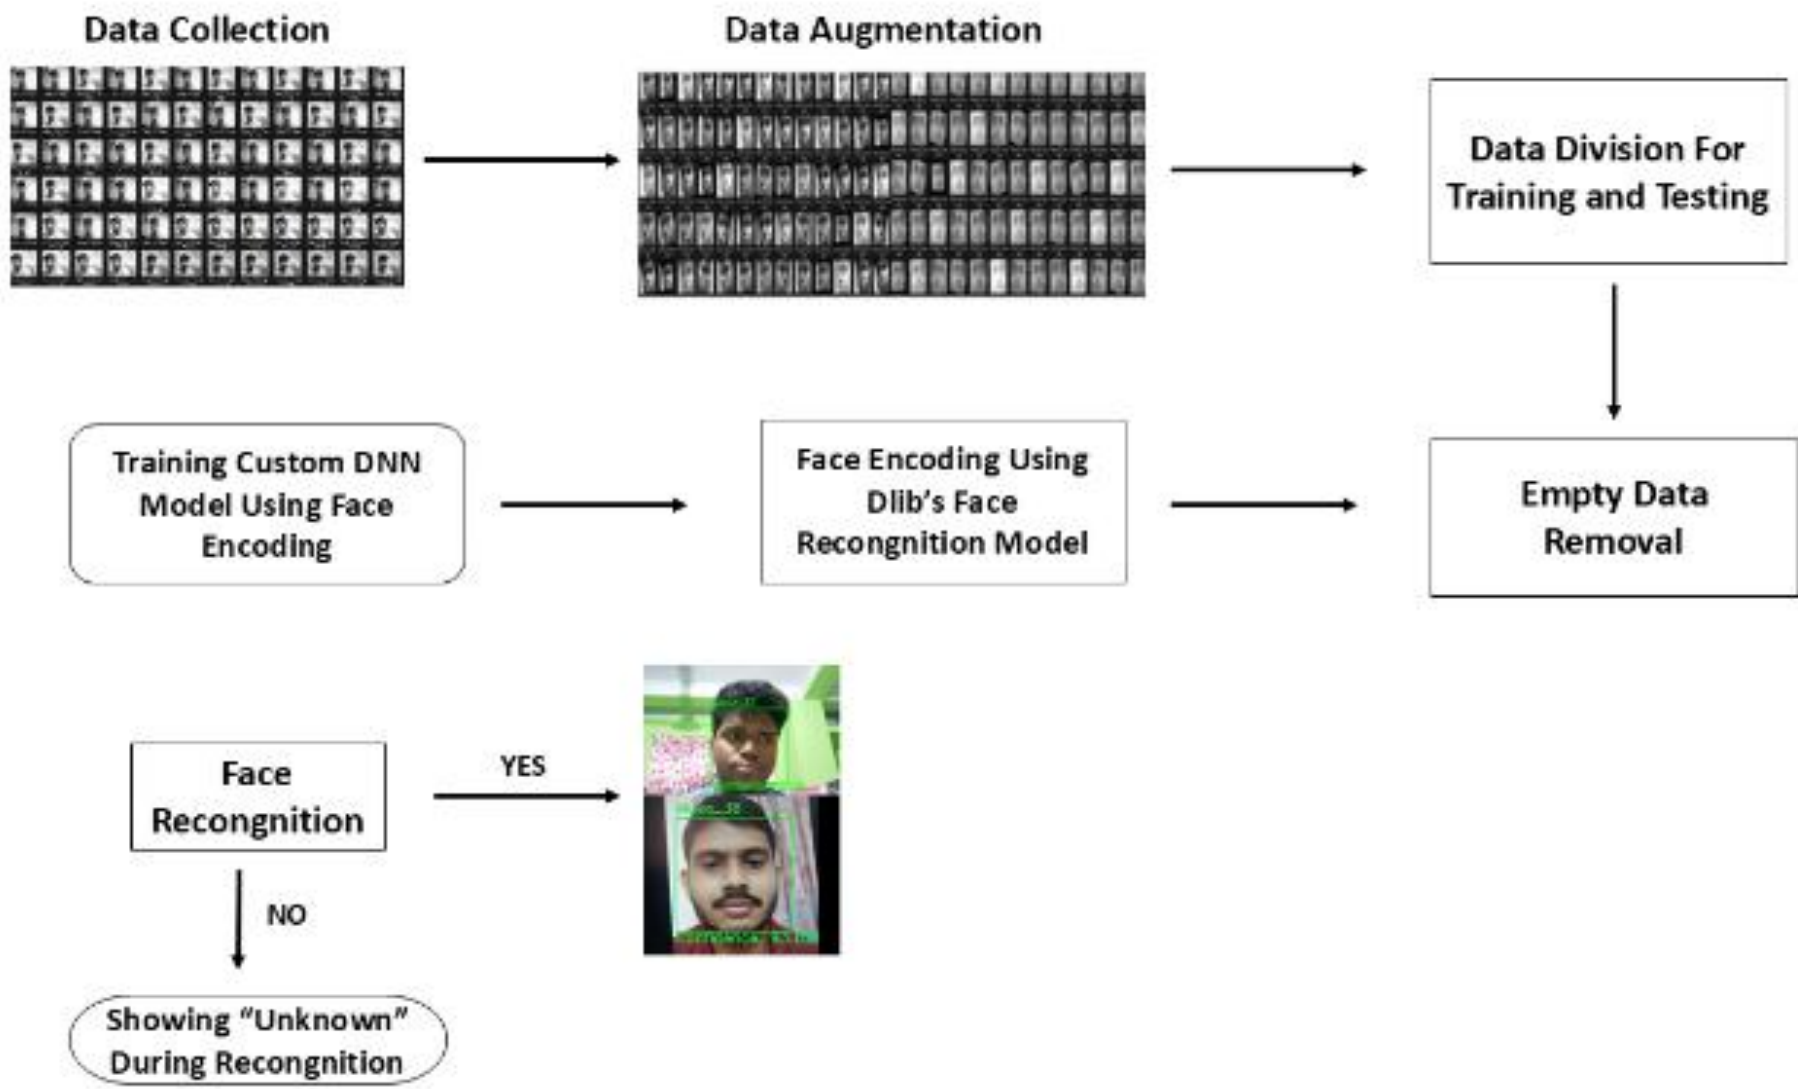 Data Collection
Data Augmentation
Data Division For
Training and Testing
Training Custom DNN
Model Using Face
Encoding
Face Encoding Using
Dlib's Face
Recongnition Model
Empty Data
Removal
Face
Recongnition
YES
NO
Showing “Unknown”
During Recongnition